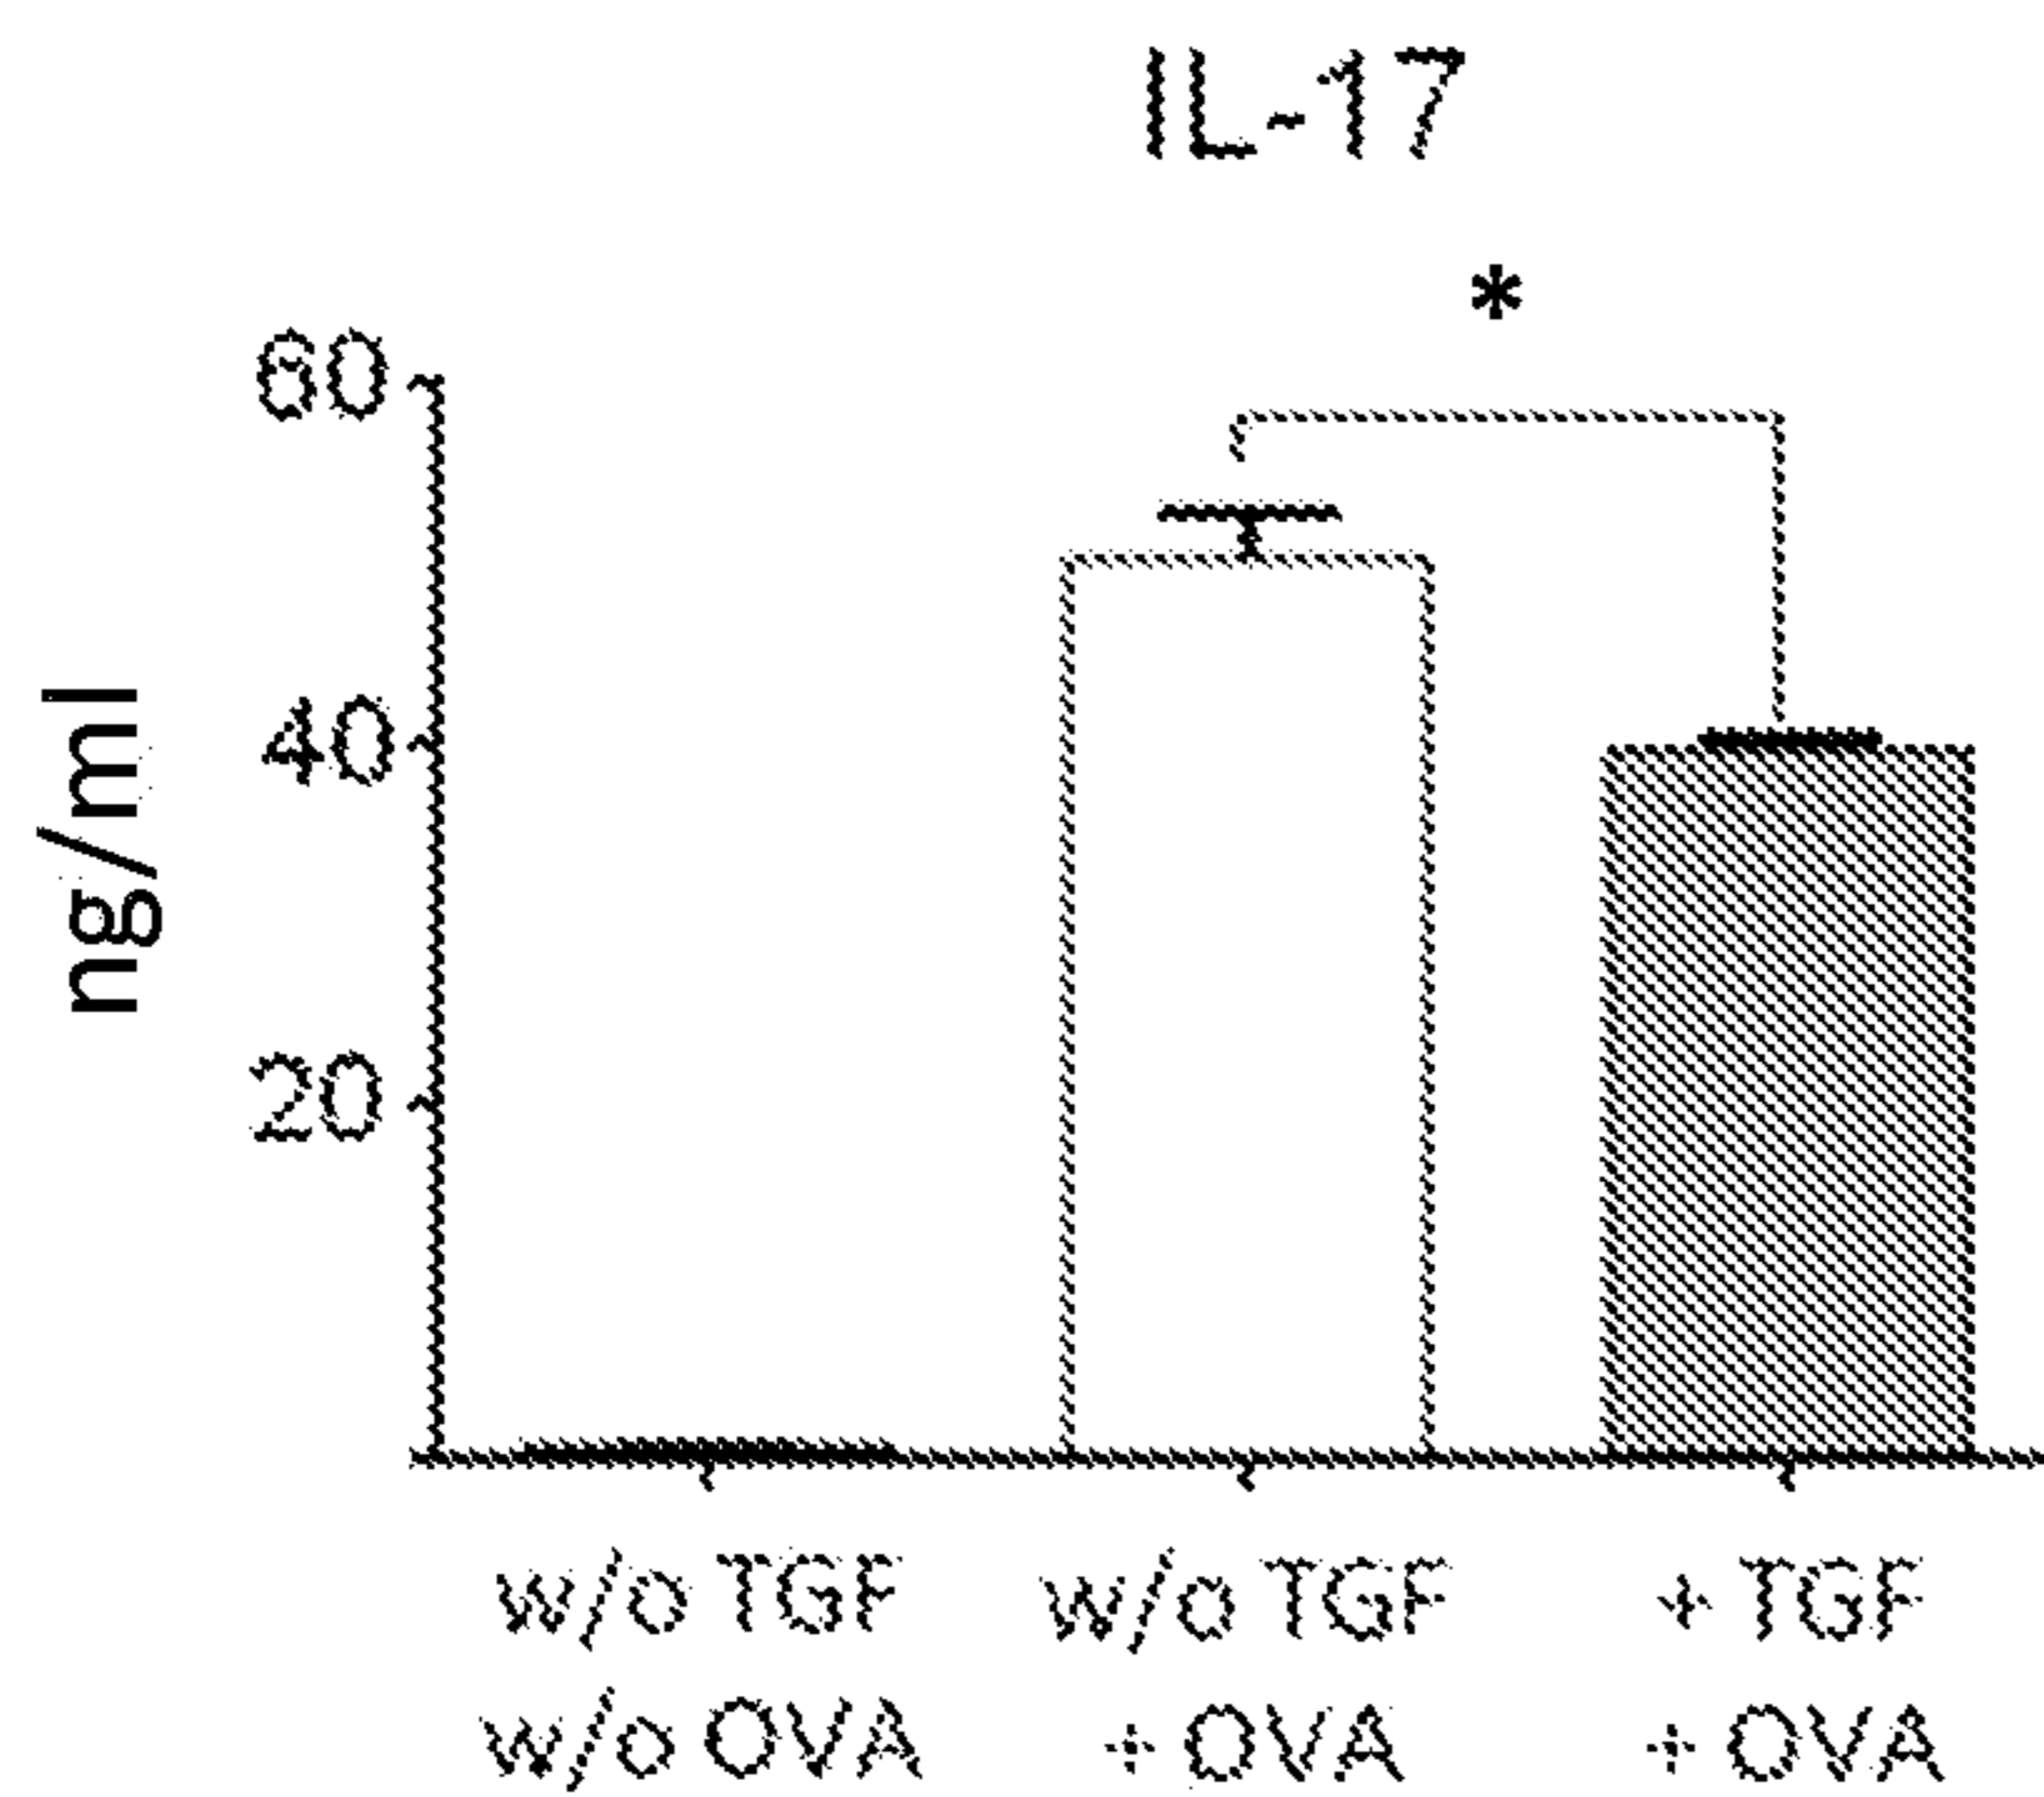 IL-17
*
60
40
20
ng/ml
w/o TGF
w/o OVA
w/o TGF
+ OVA
+ TGF
+ OVA